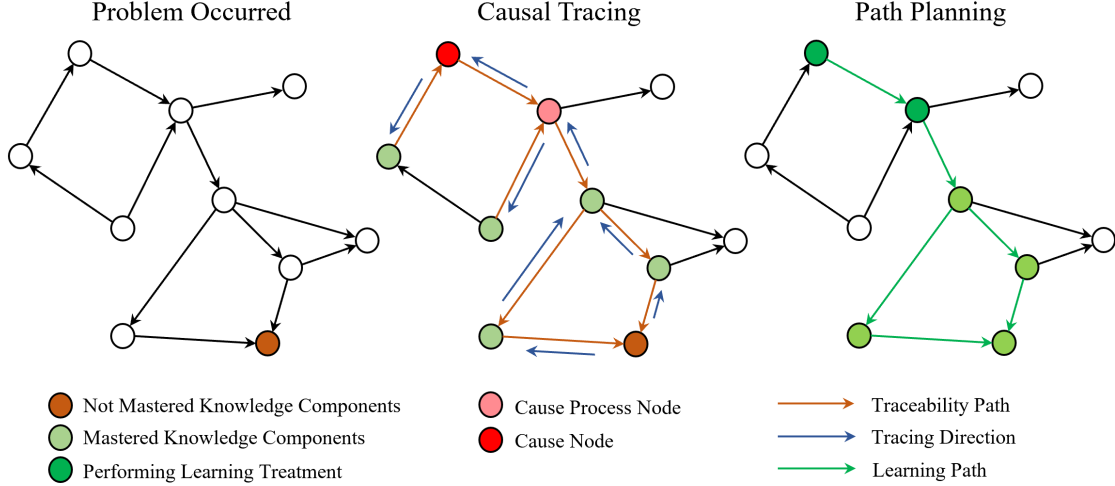 Problem Occurred
Causal Tracing
Path Planning
Not Mastered Knowledge Components
Mastered Knowledge Components
Performing Learning Treatment
Cause Process Node
Cause Node
Traceability Path
Tracing Direction
Learning Path